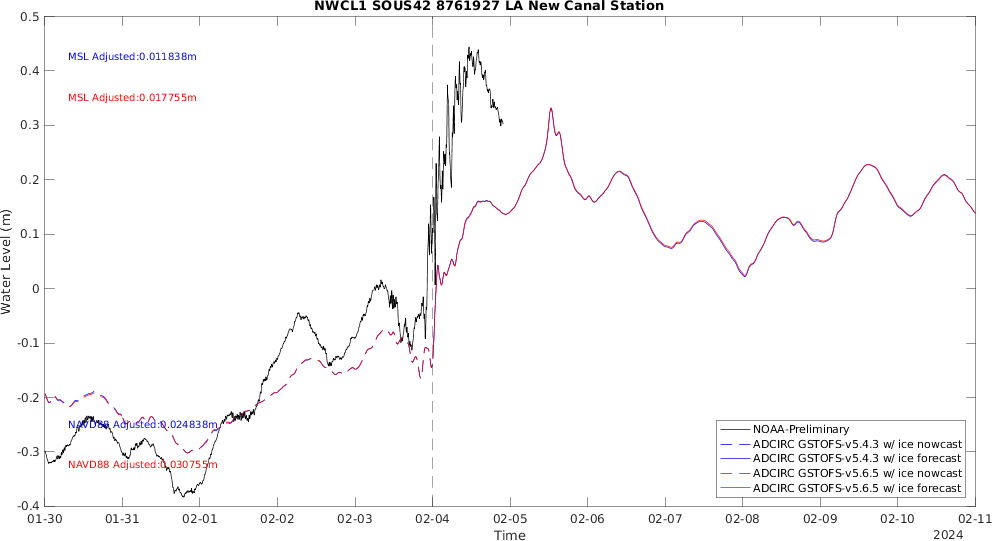 NWCL1 SOUS42 8761927 LA New Canal Station
0.5
0.4
0.3
0.2
0.1
0
-0.1
-0.2
-0.3
-0.4
Water Level (m)
MSL Adjusted:0.011838m
MSL Adjusted:0.017755m
NAVD88 Adjusted:0.024838m
NAVD88 Adjusted:0.030755m
NOAA-Preliminary
ADCIRC GSTOFS-v5.4.3 w/ ice nowcast
ADCIRC GSTOFS-v5.4.3 w/ ice forecast
ADCIRC GSTOFS-v5.6.5 w/ ice nowcast
ADCIRC GSTOFS-v5.6.5 w/ ice forecast
01-30 01-31 02-01 02-02 02-03 02-04 02-05 02-06 02-07 02-08 02-09 02-10 02-11
Time
2024